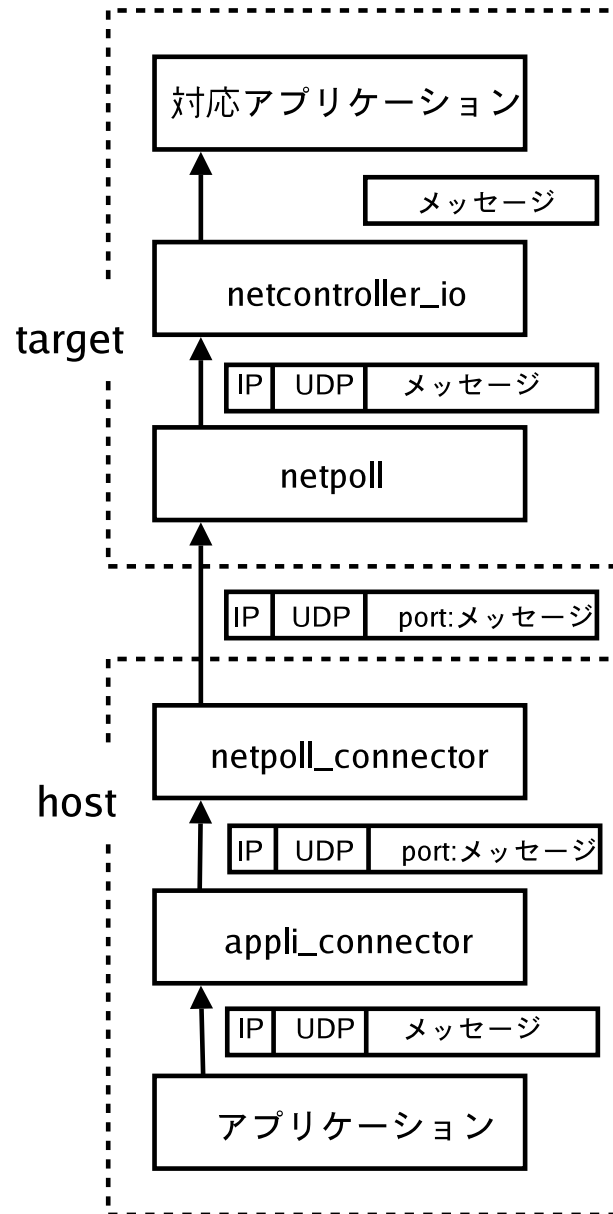 対応アプリケーション
メッセージ
netcontroller_io
target
IP UDP メッセージ
netpoll
IP UDP port:メッセージ
netpoll_connector
host
IP UDP port:メッセージ
appli_connector
IP UDP メッセージ
アプリケーション